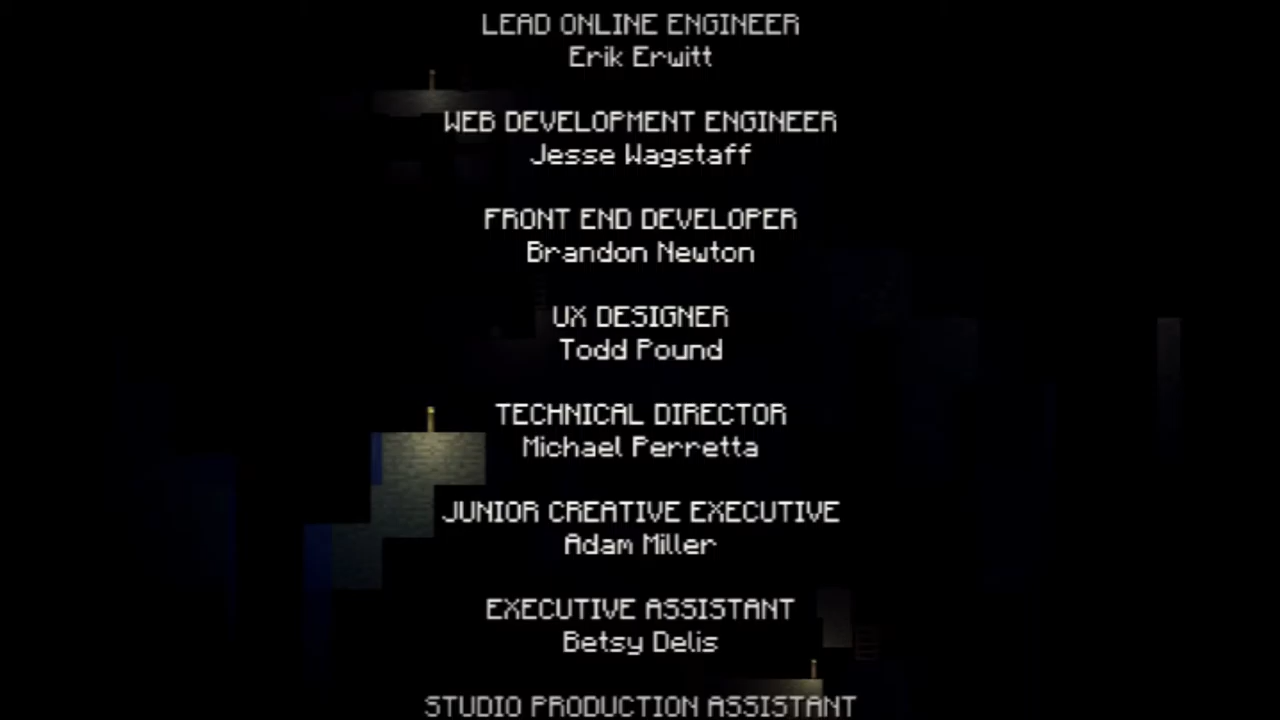 LEAD ONLINE ENGINEER
Erik Erwitt
WEB DEVELOPMENT ENGINEER
Jesse Wagstaff
FRONT END DEVELOPER
Brandon Newton
UX DESIGNER
Todd Pound
TECHNICAL DIRECTOR
Michael Perretta
JUNIOR CREATIVE EXECUTIVE
Adam Miller
EXECUTIVE ASSISTANT
Betsy Delis
STUDIO PRODUCTION ASSISTANT